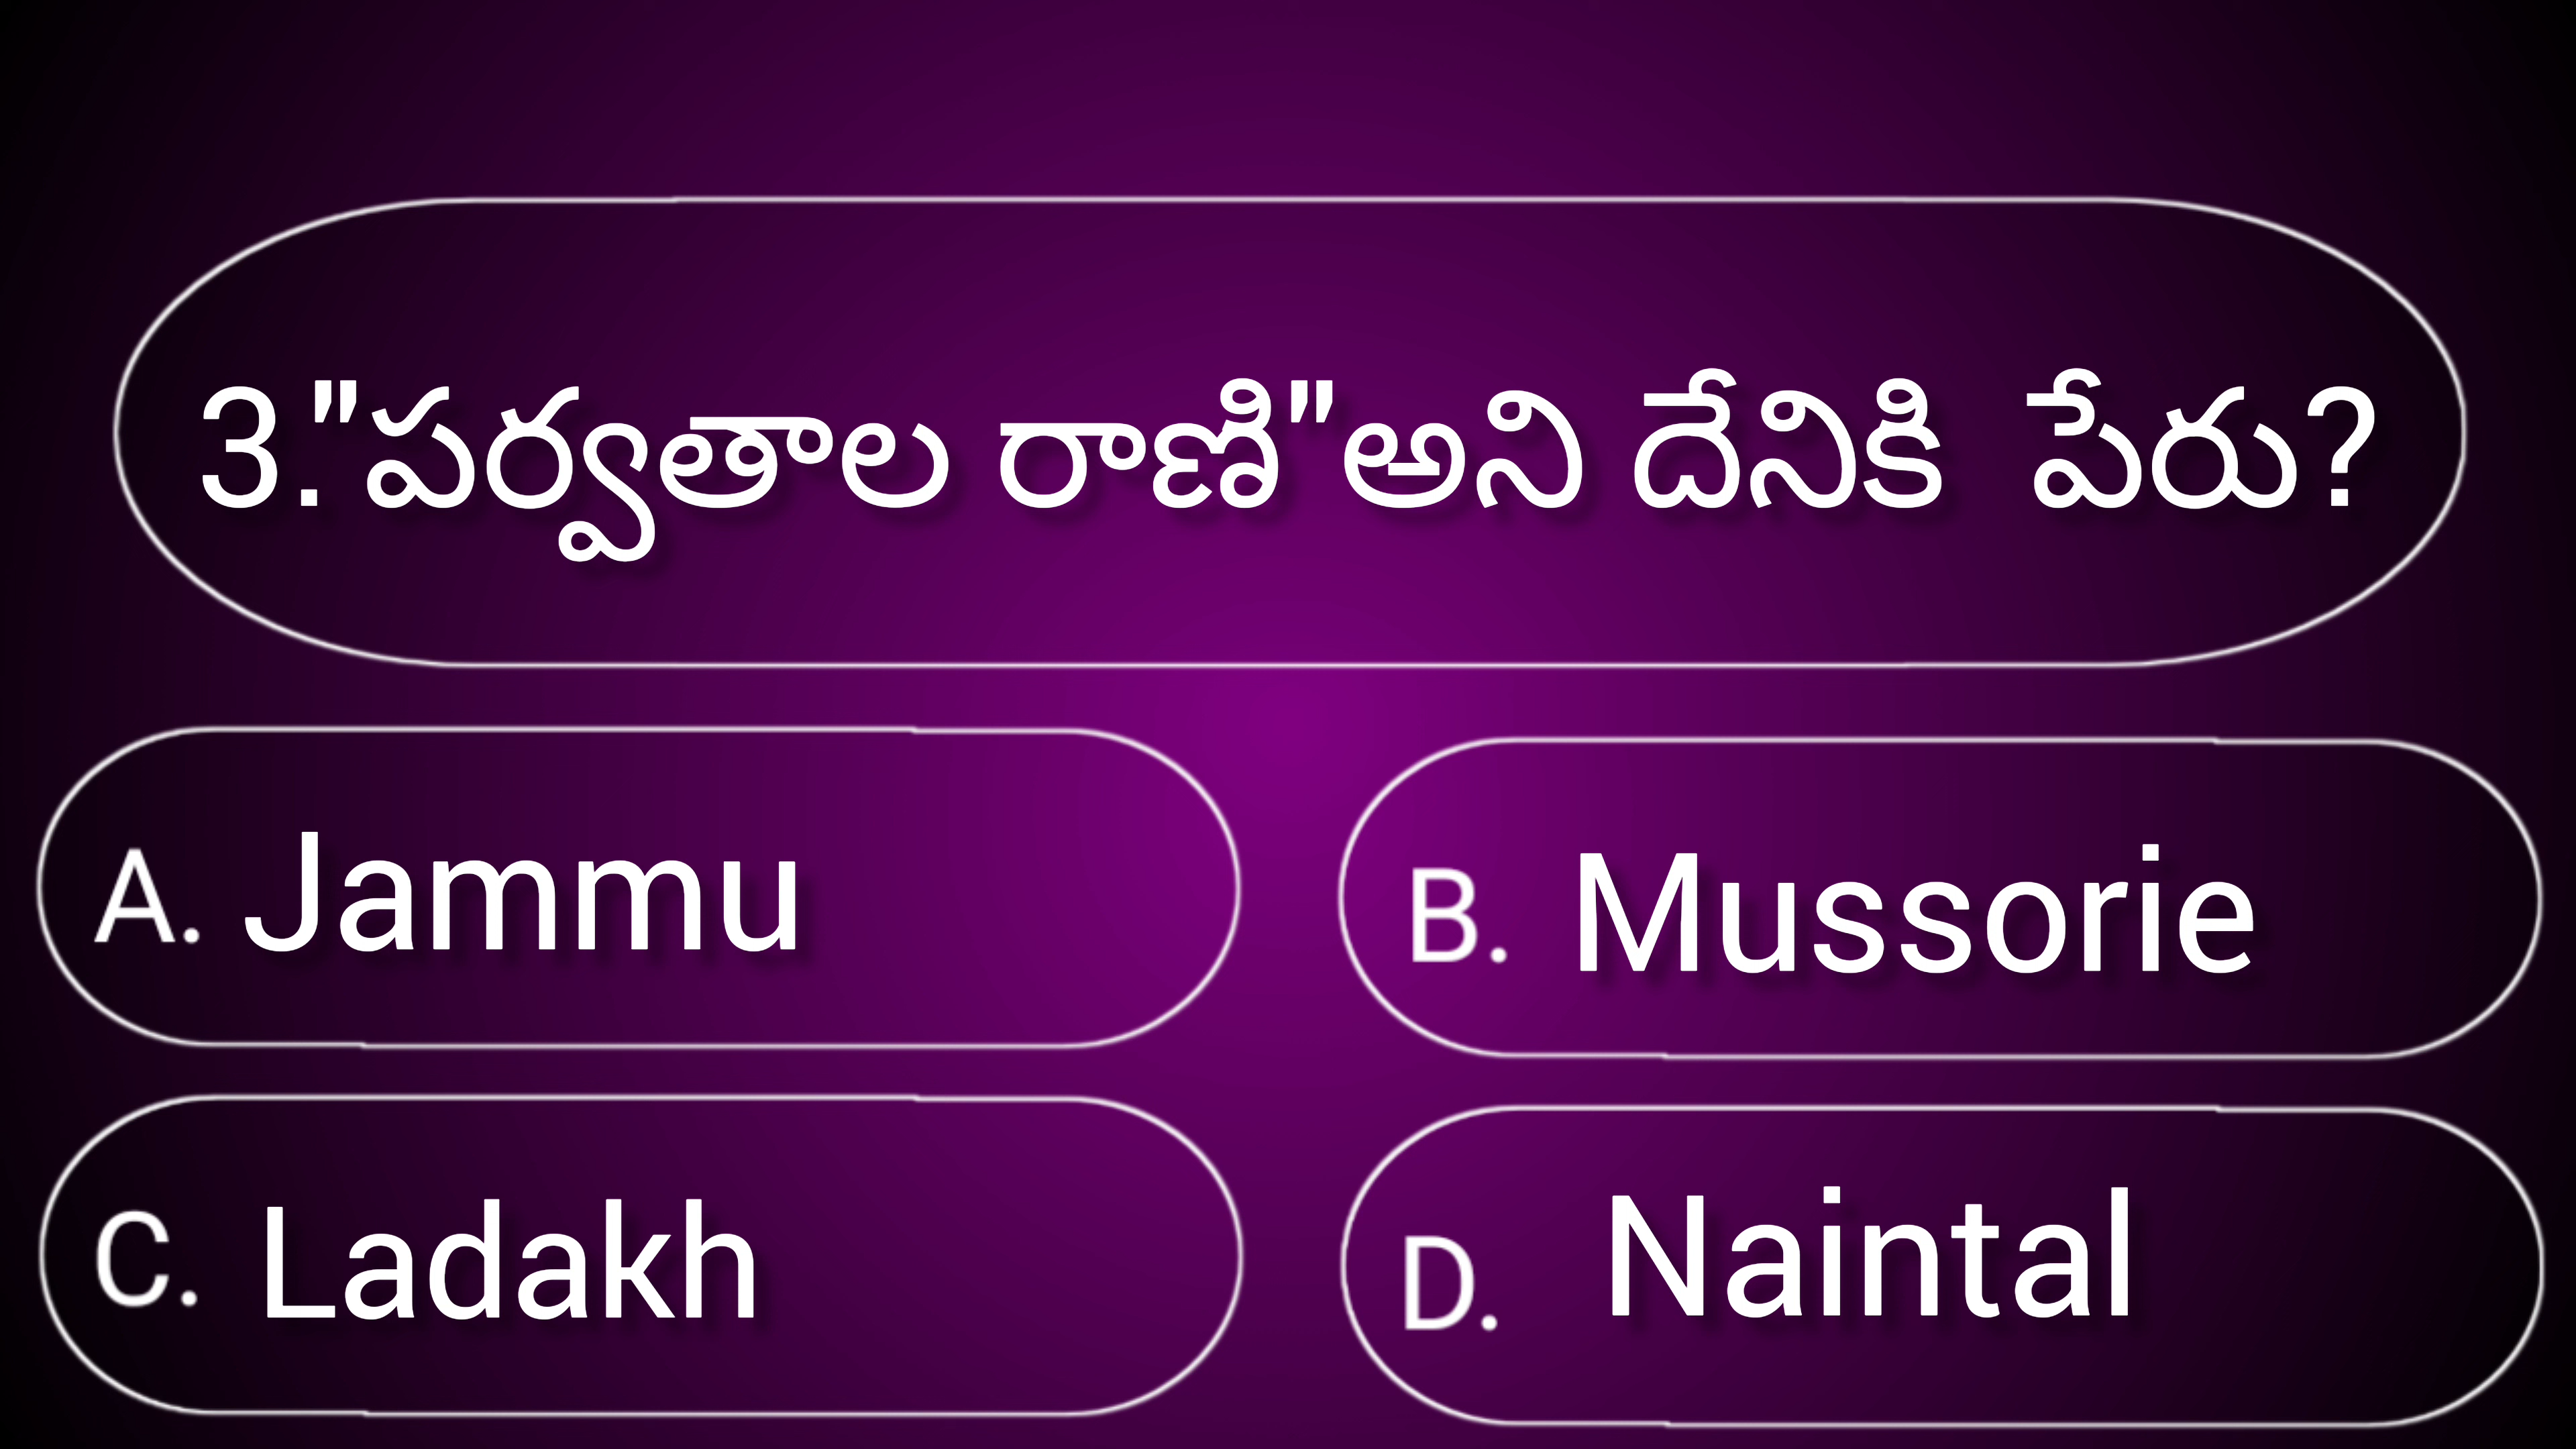 3."పర్వతాల రాణి"అని దేనికి  పేరు?
A. Jammu
B. Mussorie
C. Ladakh
D. Naintal